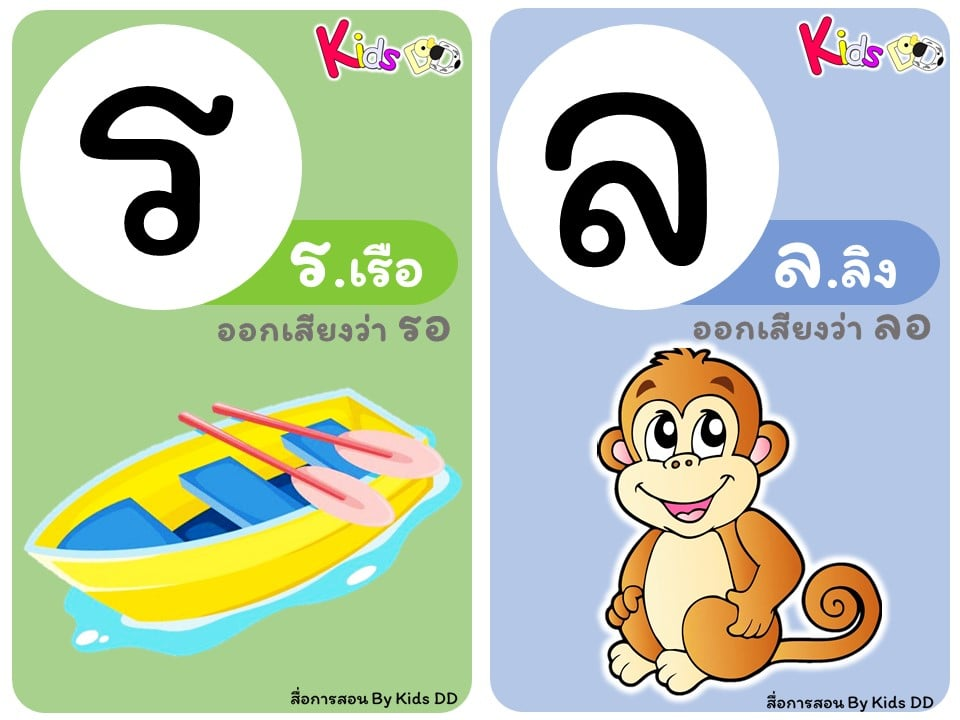 Kids DD
ร
ร.เรือ
ออกเสียงว่า รอ
สื่อการสอน By Kids DD
Kids DD
ล
ล.ลิง
ออกเสียงว่า ลอ
สื่อการสอน By Kids DD